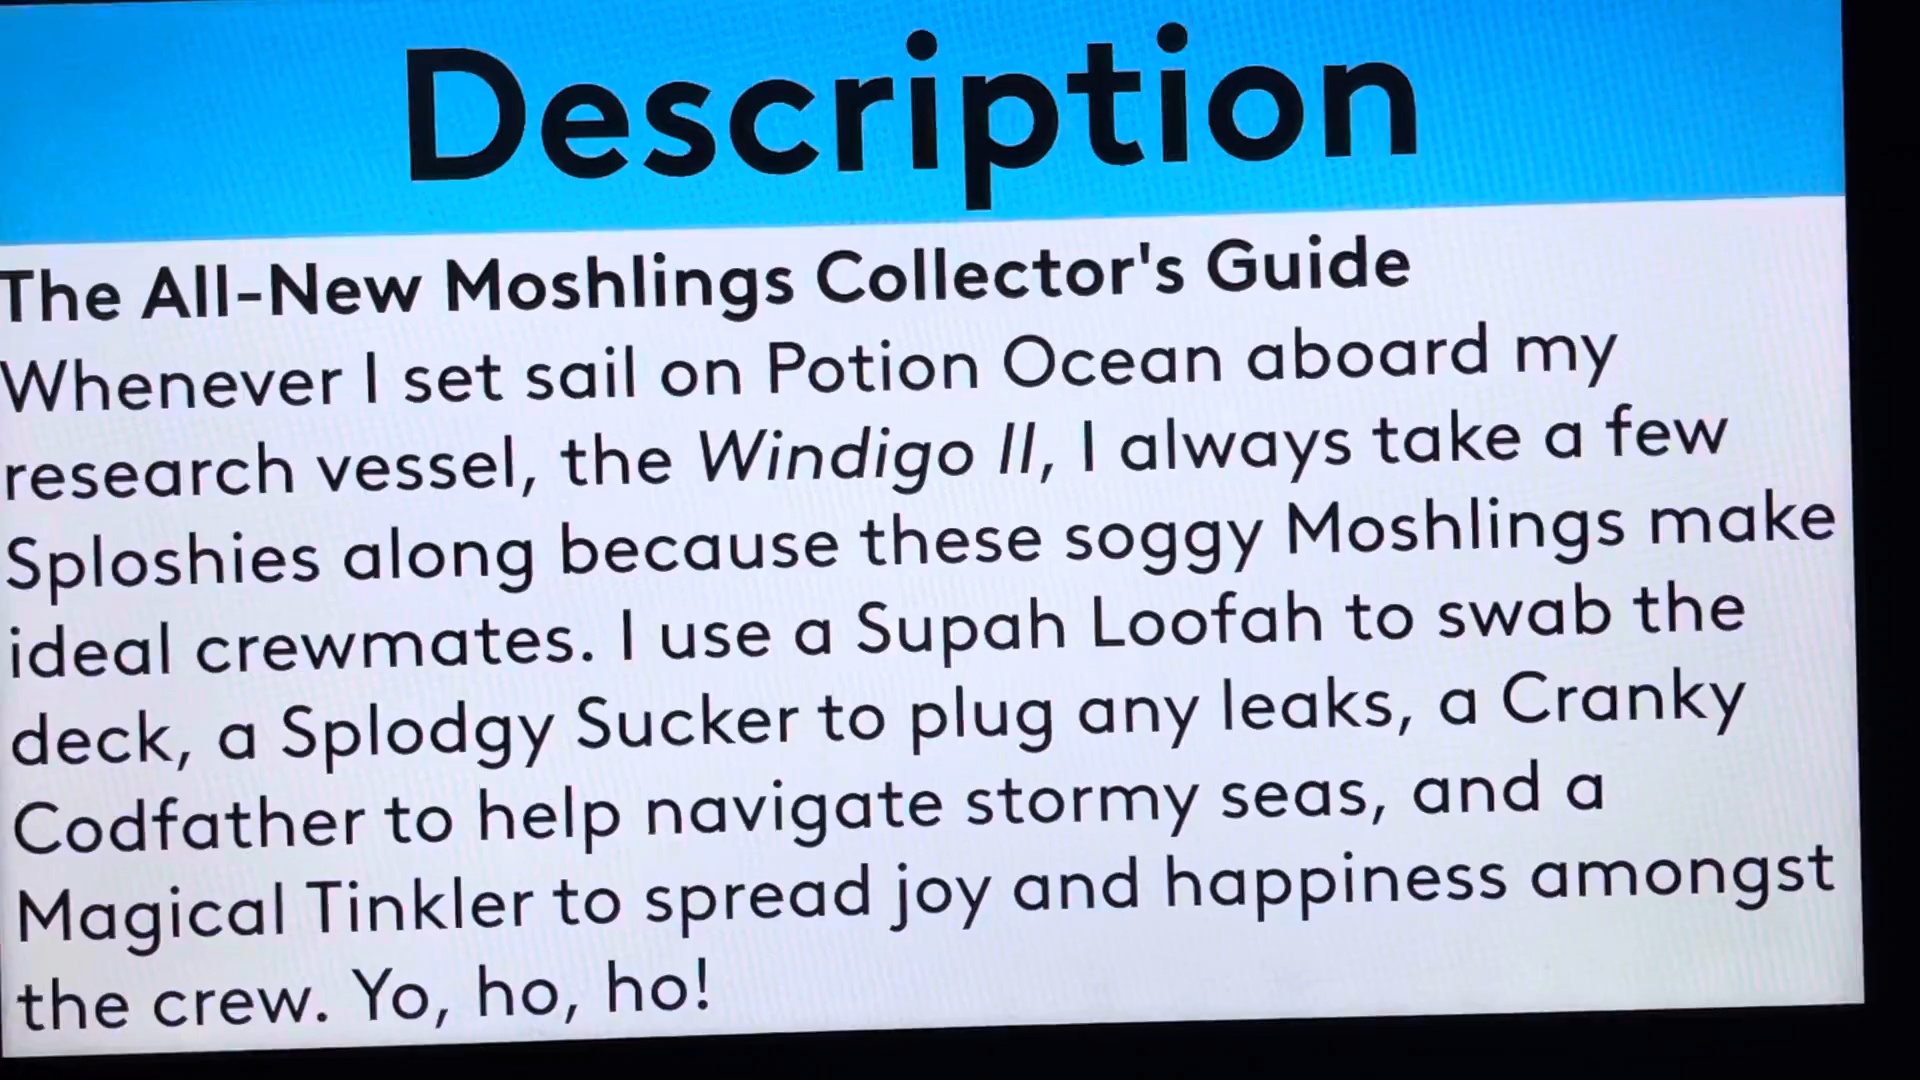 Description
The All-New Moshlings Collector's Guide
Whenever I set sail on Potion Ocean aboard my
research vessel, the Windigo II, I always take a few
Sploshies along because these soggy Moshlings make
ideal crewmates. I use a Supah Loofah to swab the
deck, a Splodgy Sucker to plug any leaks, a Cranky
Codfather to help navigate stormy seas, and a
Magical Tinkler to spread joy and happiness amongst
the crew. Yo, ho, ho!